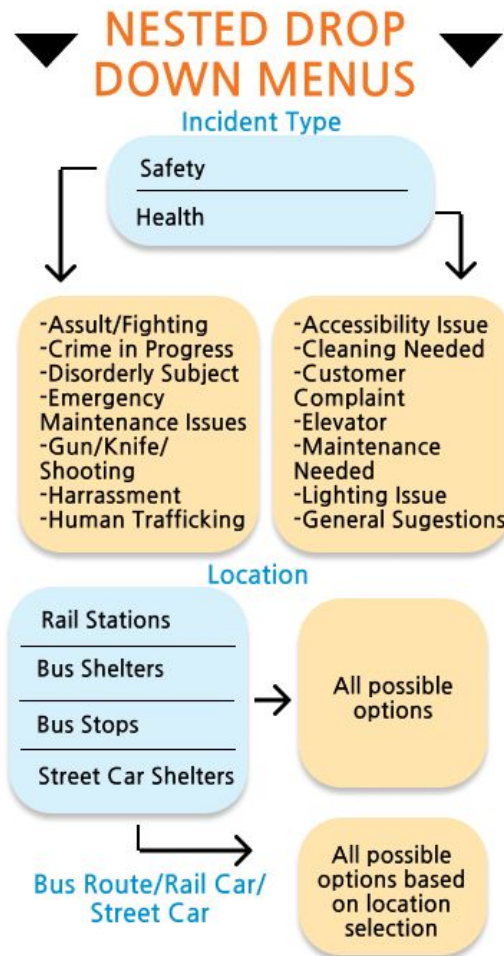 NESTED DROP
DOWN MENUS
Incident Type
Safety
Health
-Assult/Fighting
-Crime in Progress
-Disorderly Subject
-Emergency
Maintenance Issues
-Gun/Knife/
Shooting
-Harrassment
-Human Trafficking
-Accessibility Issue
-Cleaning Needed
-Customer
Complaint
-Elevator
-Maintenance
Needed
-Lighting Issue
-General Sugestions
Location
Rail Stations
Bus Shelters
Bus Stops
Street Car Shelters
All possible
options
Bus Route/Rail Car/
Street Car
All possible
options based
on location
selection